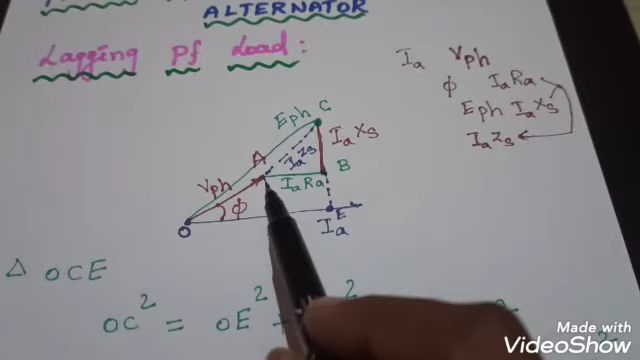 ALTERNATOR
Lagging Pf Load:
Ia Vph
ϕ IaRa
Eph IaXs
IaZs
Eph C
IaXs
A IaZs
Vph B
IaRa
ϕ
O E
Ia
△ OCE
OC² = OE² + ²
Made with
VideoShow